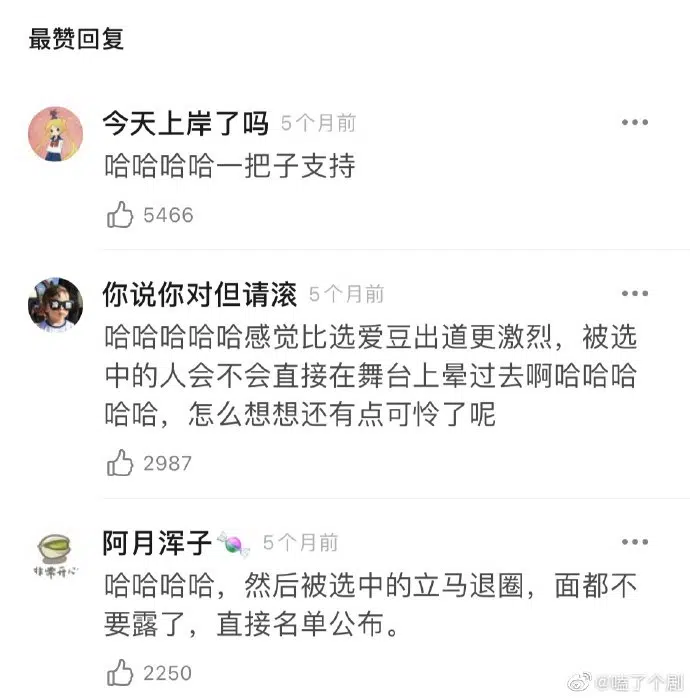 最赞回复
今天上岸了吗 5个月前
哈哈哈哈一把子支持
5466
你说你对但请滚 5个月前
哈哈哈哈哈感觉比选爱豆出道更激烈，被选
中的人会不会直接在舞台上晕过去啊哈哈哈
哈哈，怎么想想还有点可怜了呢
2987
阿月浑子 5个月前
非常开心
哈哈哈哈，然后被选中的立马退圈，面都不
要露了，直接名单公布。
2250
@嗑了个剧